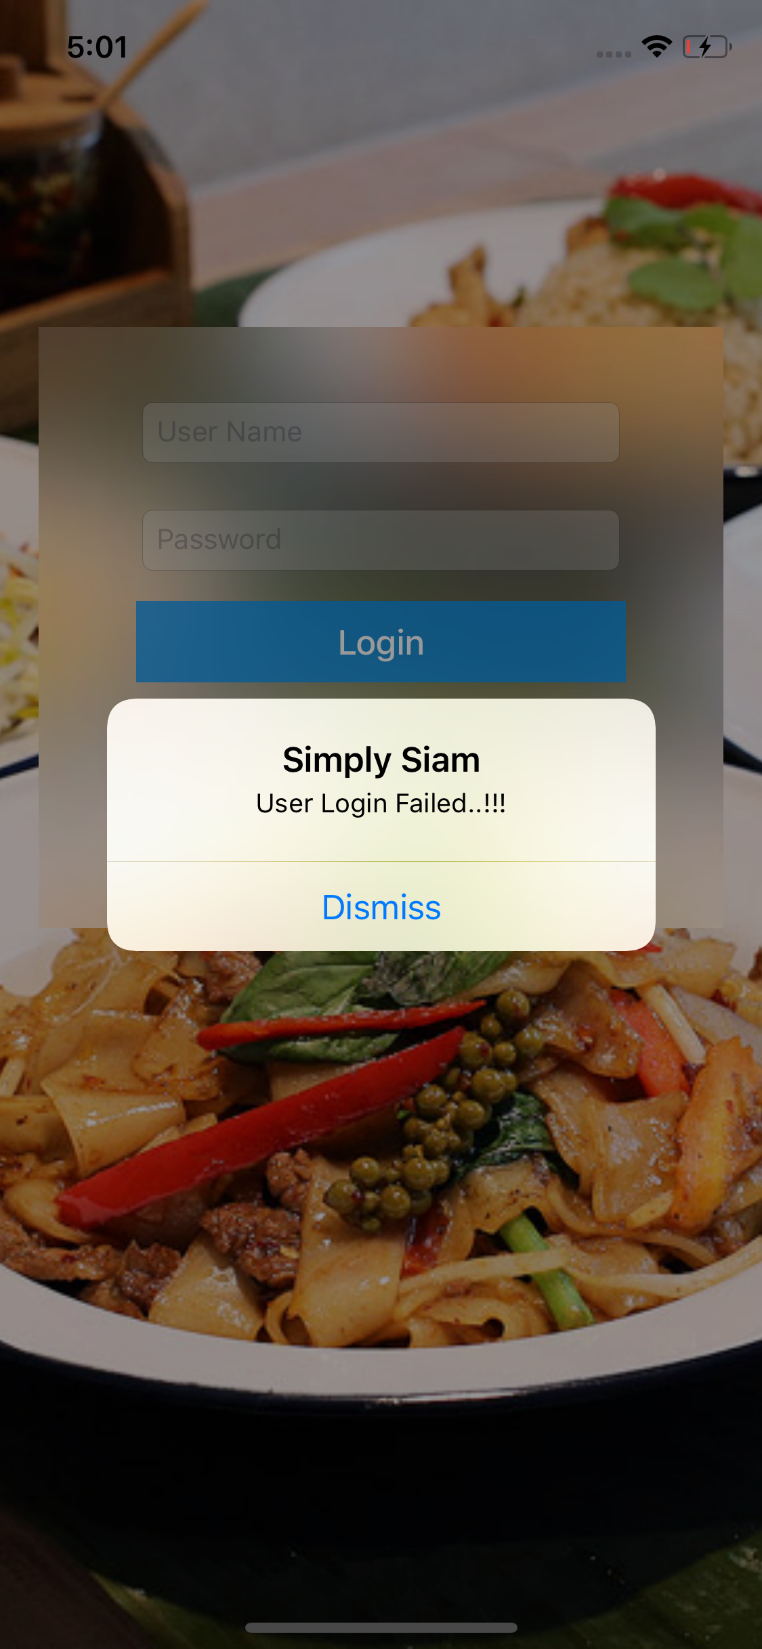 5:01
User Name
Password
Login
Simply Siam
User Login Failed..!!!
Dismiss